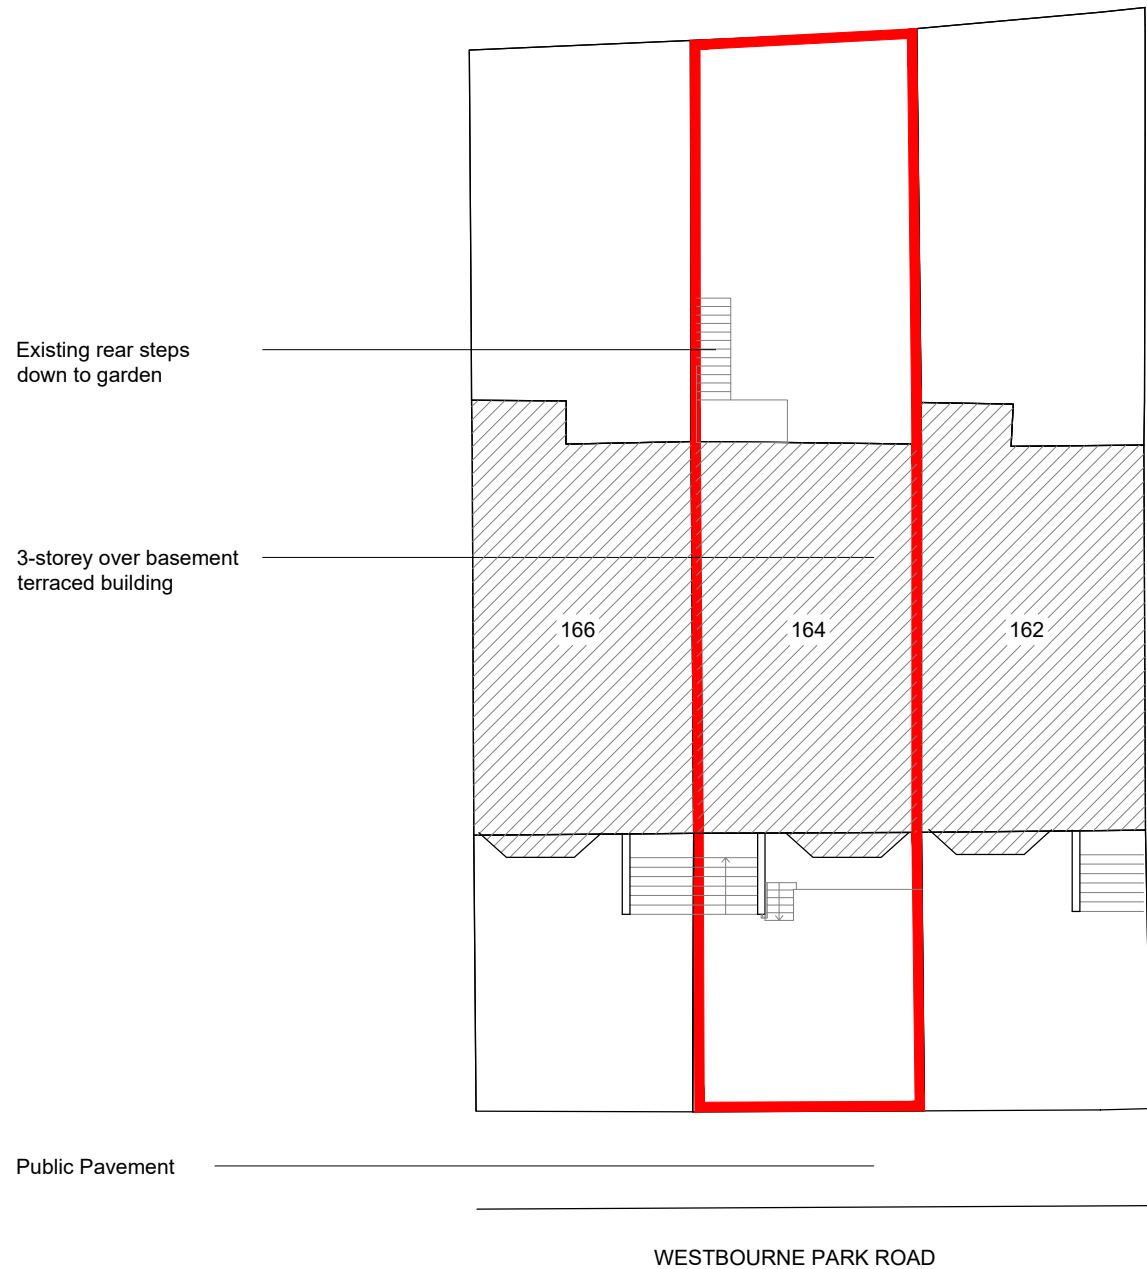 Existing rear steps
down to garden
3-storey over basement
terraced building
166
164
162
Public Pavement
WESTBOURNE PARK ROAD